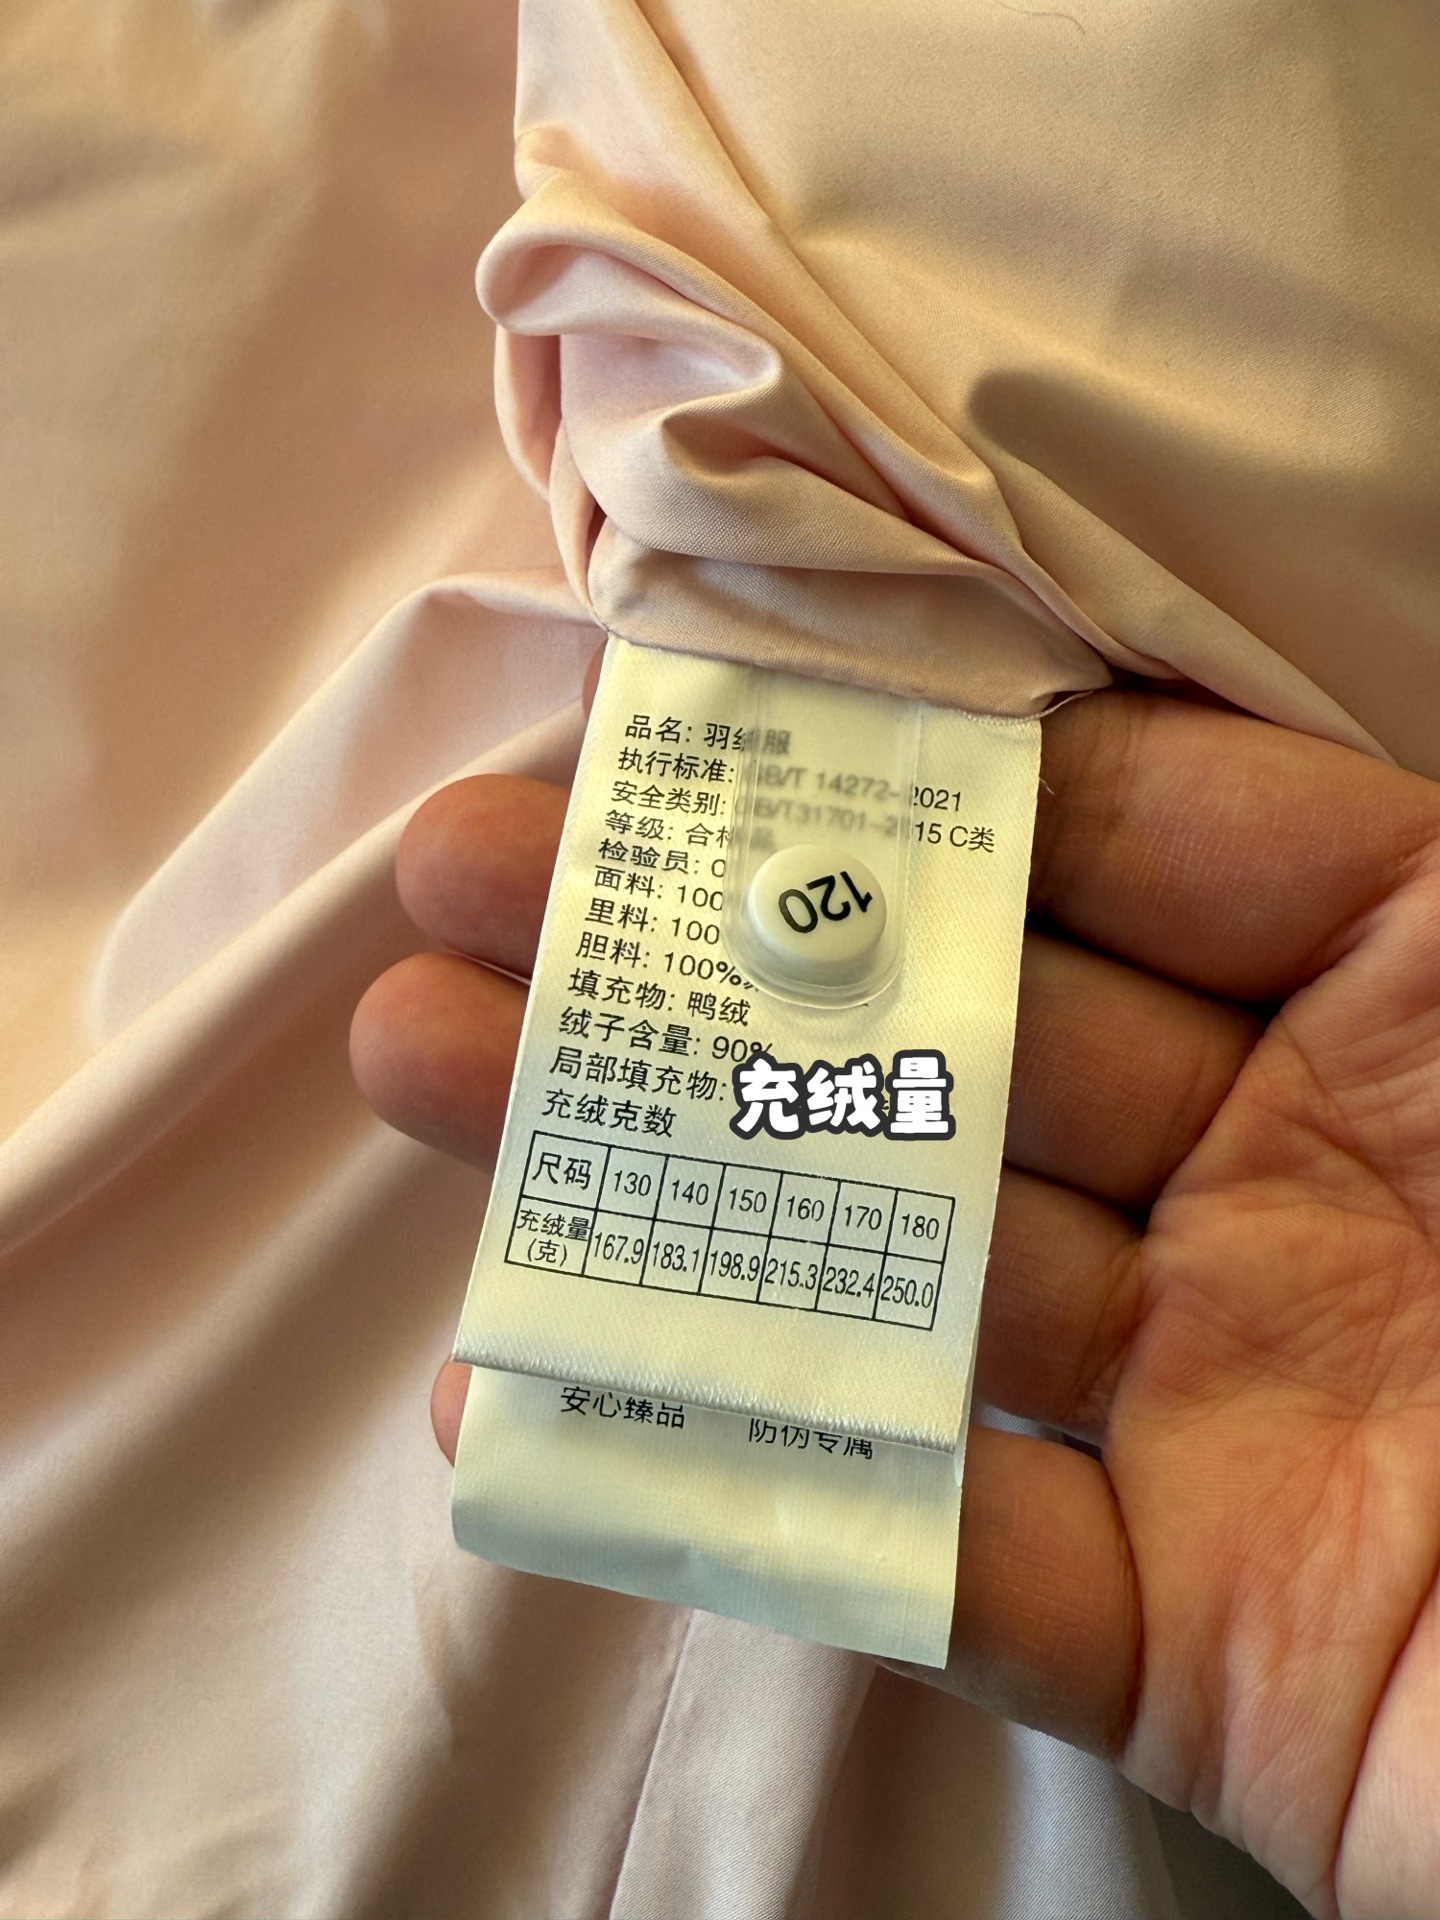 品名: 羽绒服
执行标准: GB/T 14272-2021
安全类别: GB/T31701-2015 C类
等级: 合格品
检验员: 0
面料: 100
里料: 100
胆料: 100%
填充物: 鸭绒
绒子含量: 90%
局部填充物:
充绒克数
120
充绒量
尺码 130 140 150 160 170 180
充绒量 167.9 183.1 198.9 215.3 232.4 250.0
(克)
安心臻品 防伪专属